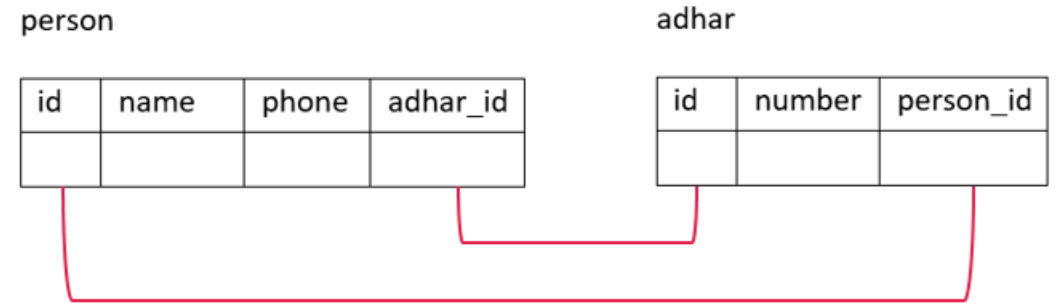 person
adhar
id name phone adhar_id
id number person_id